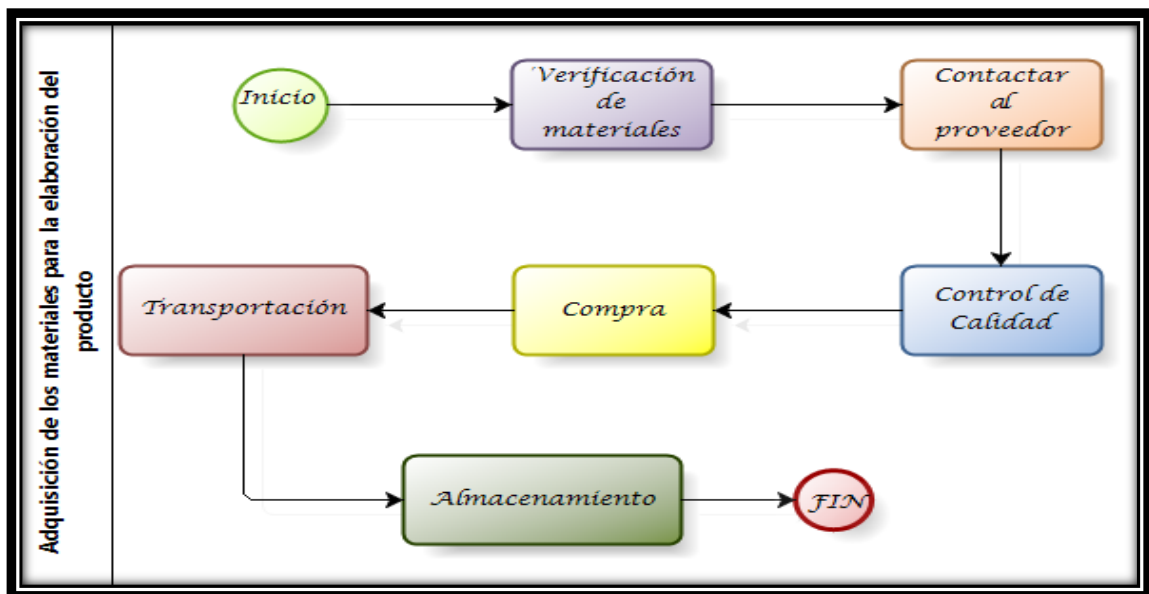 Adquisición de los materiales para la elaboración del
producto
Inicio
Verificación
de
materiales
Contactar
al
proveedor
Control de
Calidad
Compra
Transportación
Almacenamiento
FIN